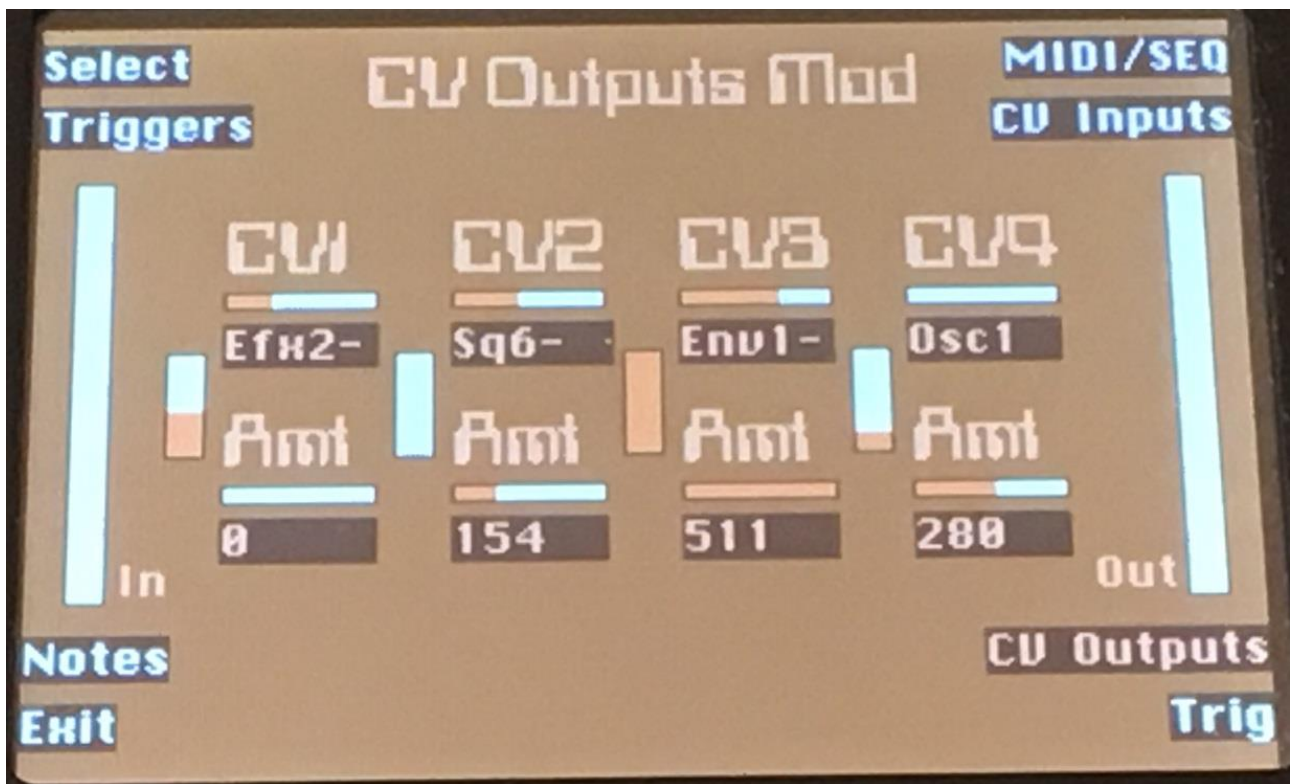 Select
CV Outputs Mod
MIDI/SEQ
Triggers
CV Inputs
CV1 CV2 CV3 CV4
Efx2- Sq6- Env1- Osc1
Amt Amt Amt Amt
0 154 511 280
In
Out
Notes
CV Outputs
Exit
Trig